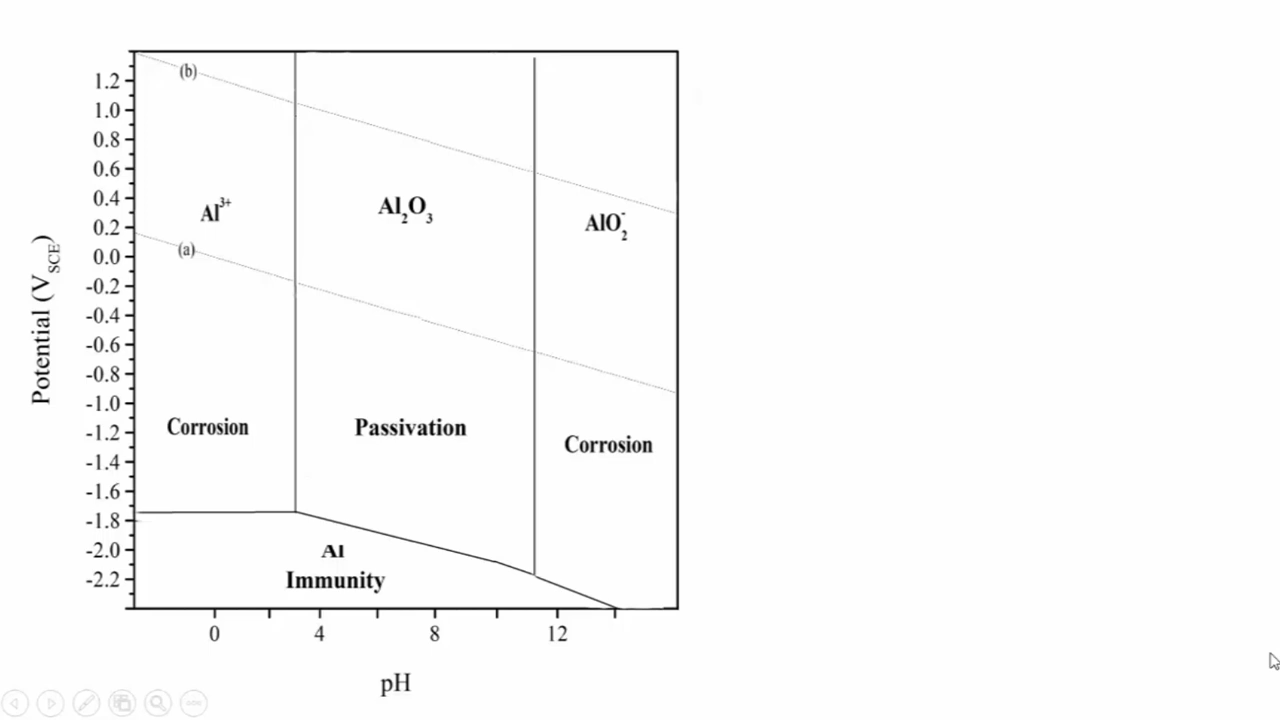 (b)
1.2
1.0
0.8
0.6
0.4
0.2
0.0
-0.2
-0.4
-0.6
-0.8
-1.0
-1.2
-1.4
-1.6
-1.8
-2.0
-2.2
Potential (V_SCE)
Al³⁺
Al₂O₃
AlO₂⁻
(a)
Corrosion
Passivation
Corrosion
Al
Immunity
0 4 8 12
pH